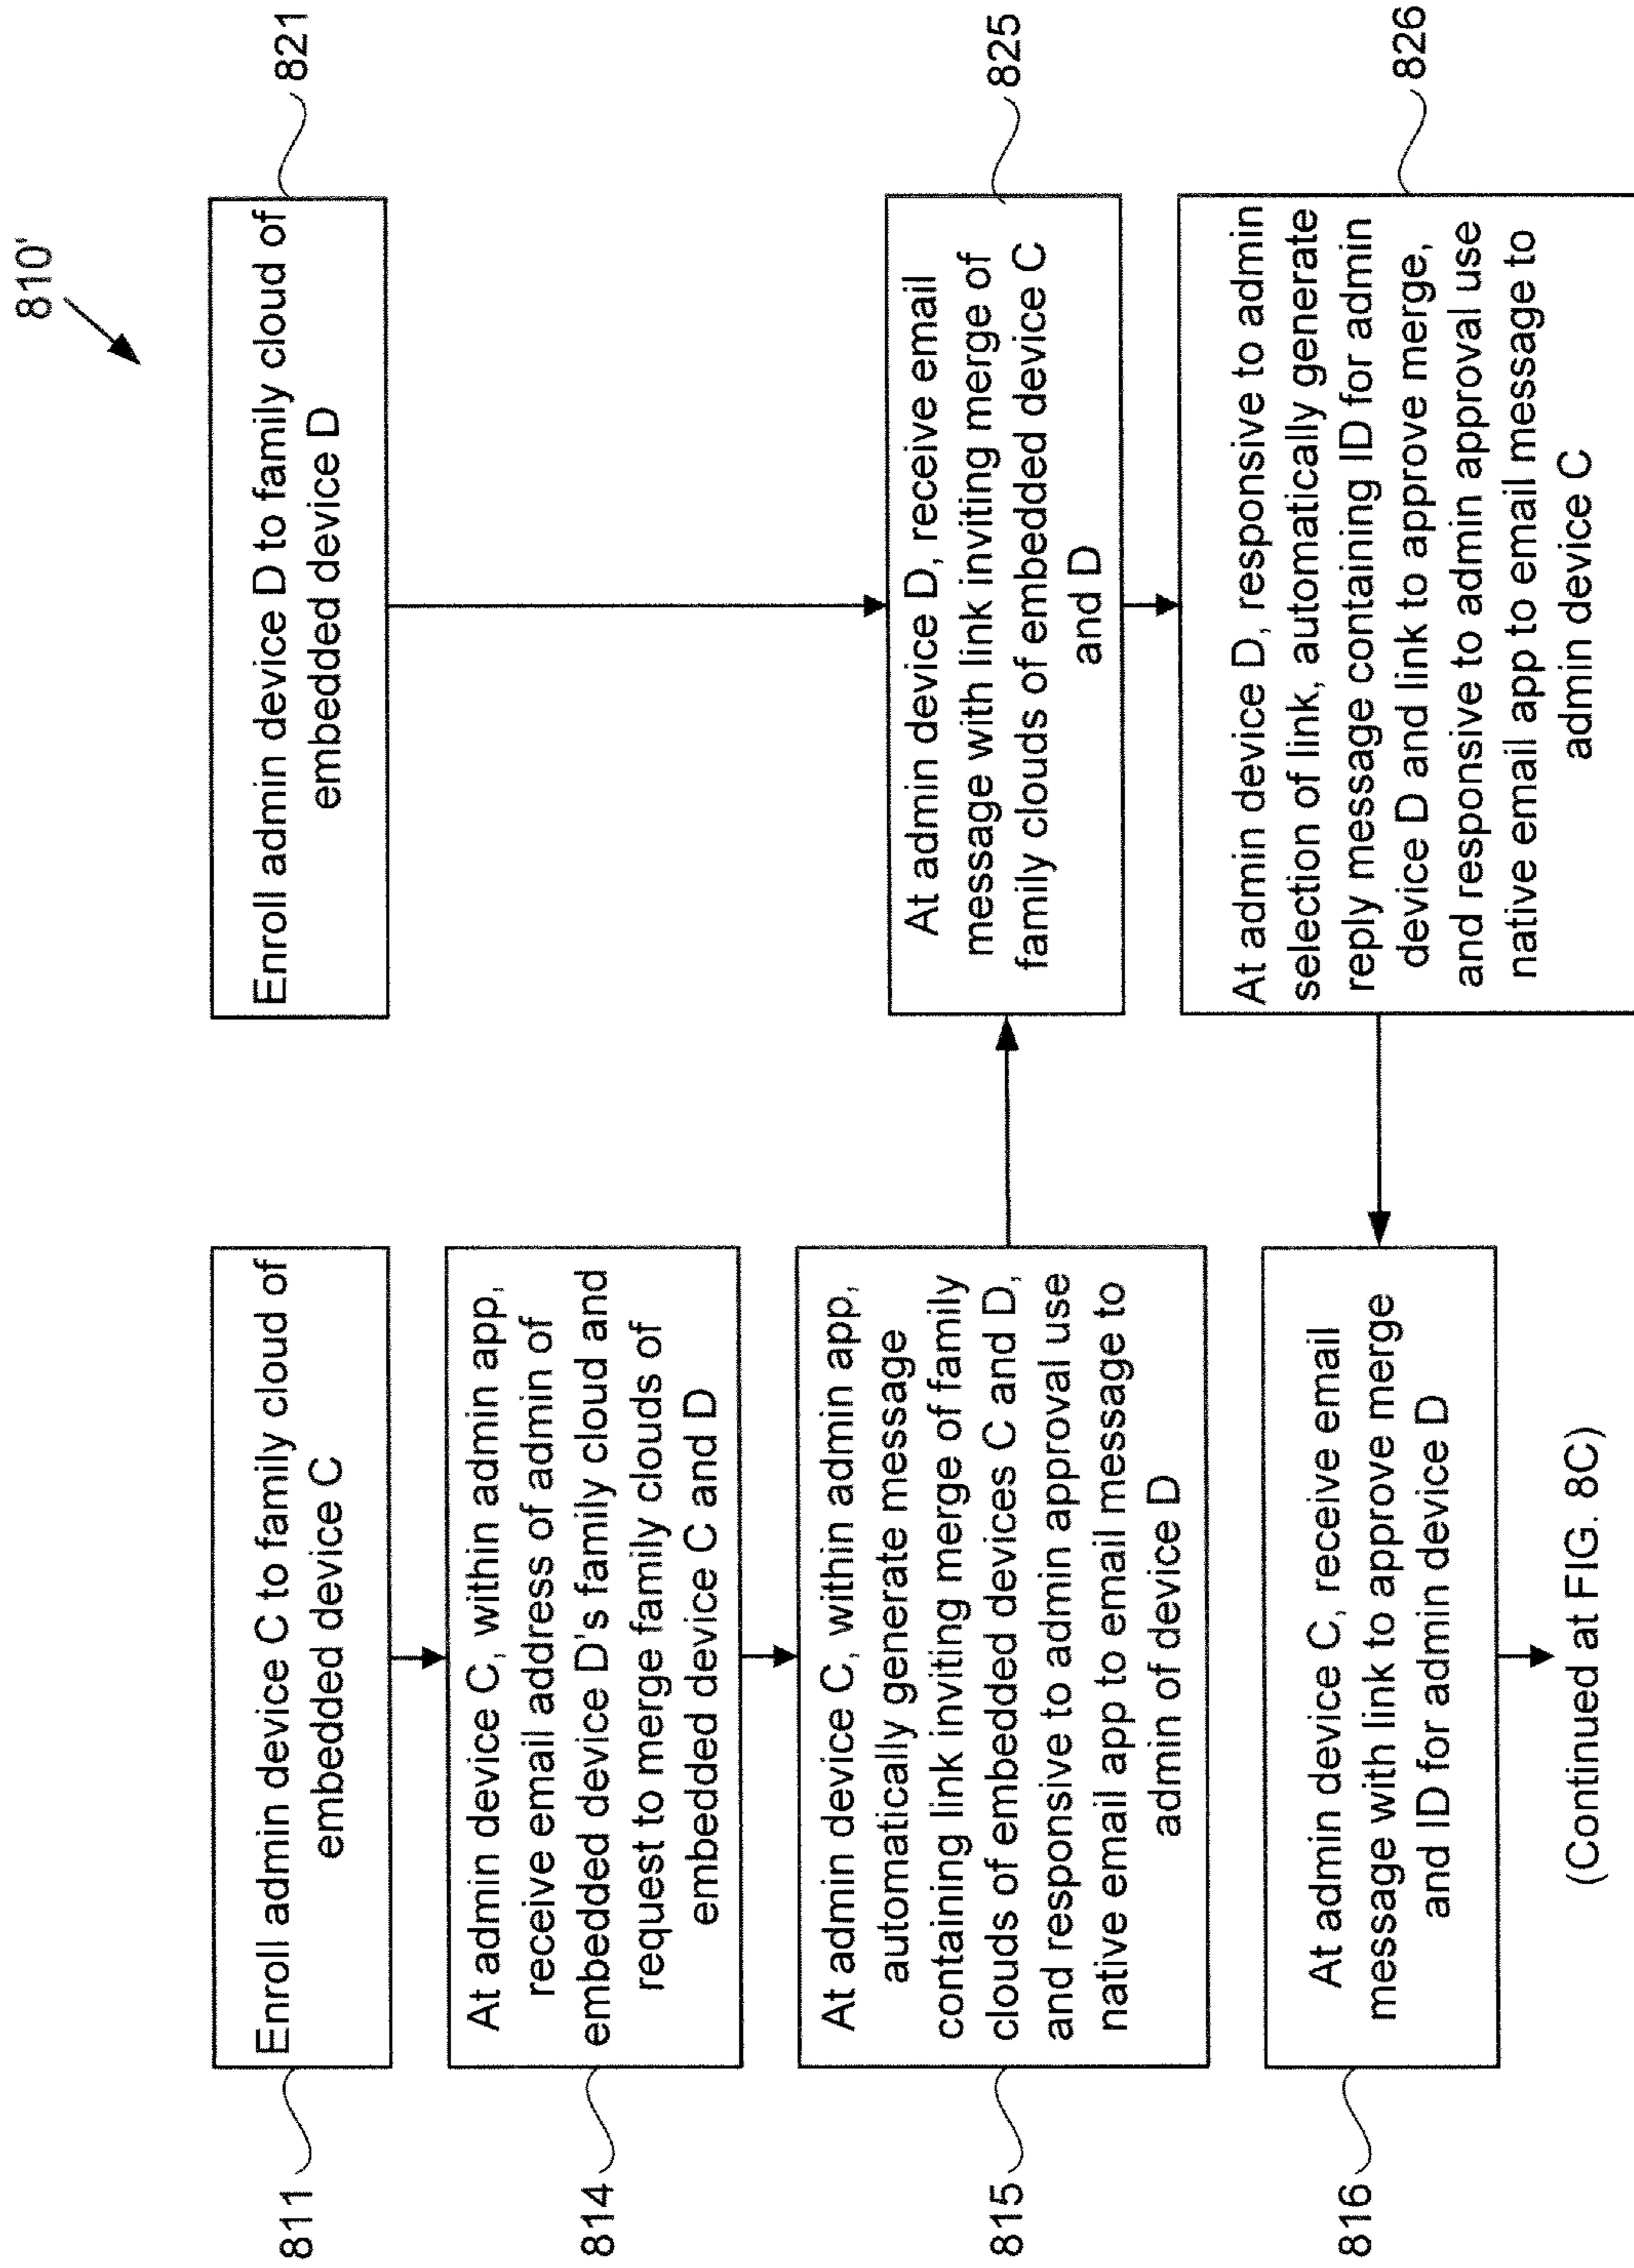 810'
811
Enroll admin device C to family cloud of
embedded device C
821
Enroll admin device D to family cloud of
embedded device D
814
At admin device C, within admin app,
receive email address of admin of
embedded device D's family cloud and
request to merge family clouds of
embedded device C and D
815
At admin device C, within admin app,
automatically generate message
containing link inviting merge of family
clouds of embedded devices C and D,
and responsive to admin approval use
native email app to email message to
admin of device D
825
At admin device D, receive email
message with link inviting merge of
family clouds of embedded device C
and D
826
At admin device D, responsive to admin
selection of link, automatically generate
reply message containing ID for admin
device D and link to approve merge,
and responsive to admin approval use
native email app to email message to
admin device C
816
At admin device C, receive email
message with link to approve merge
and ID for admin device D
(Continued at FIG. 8C)